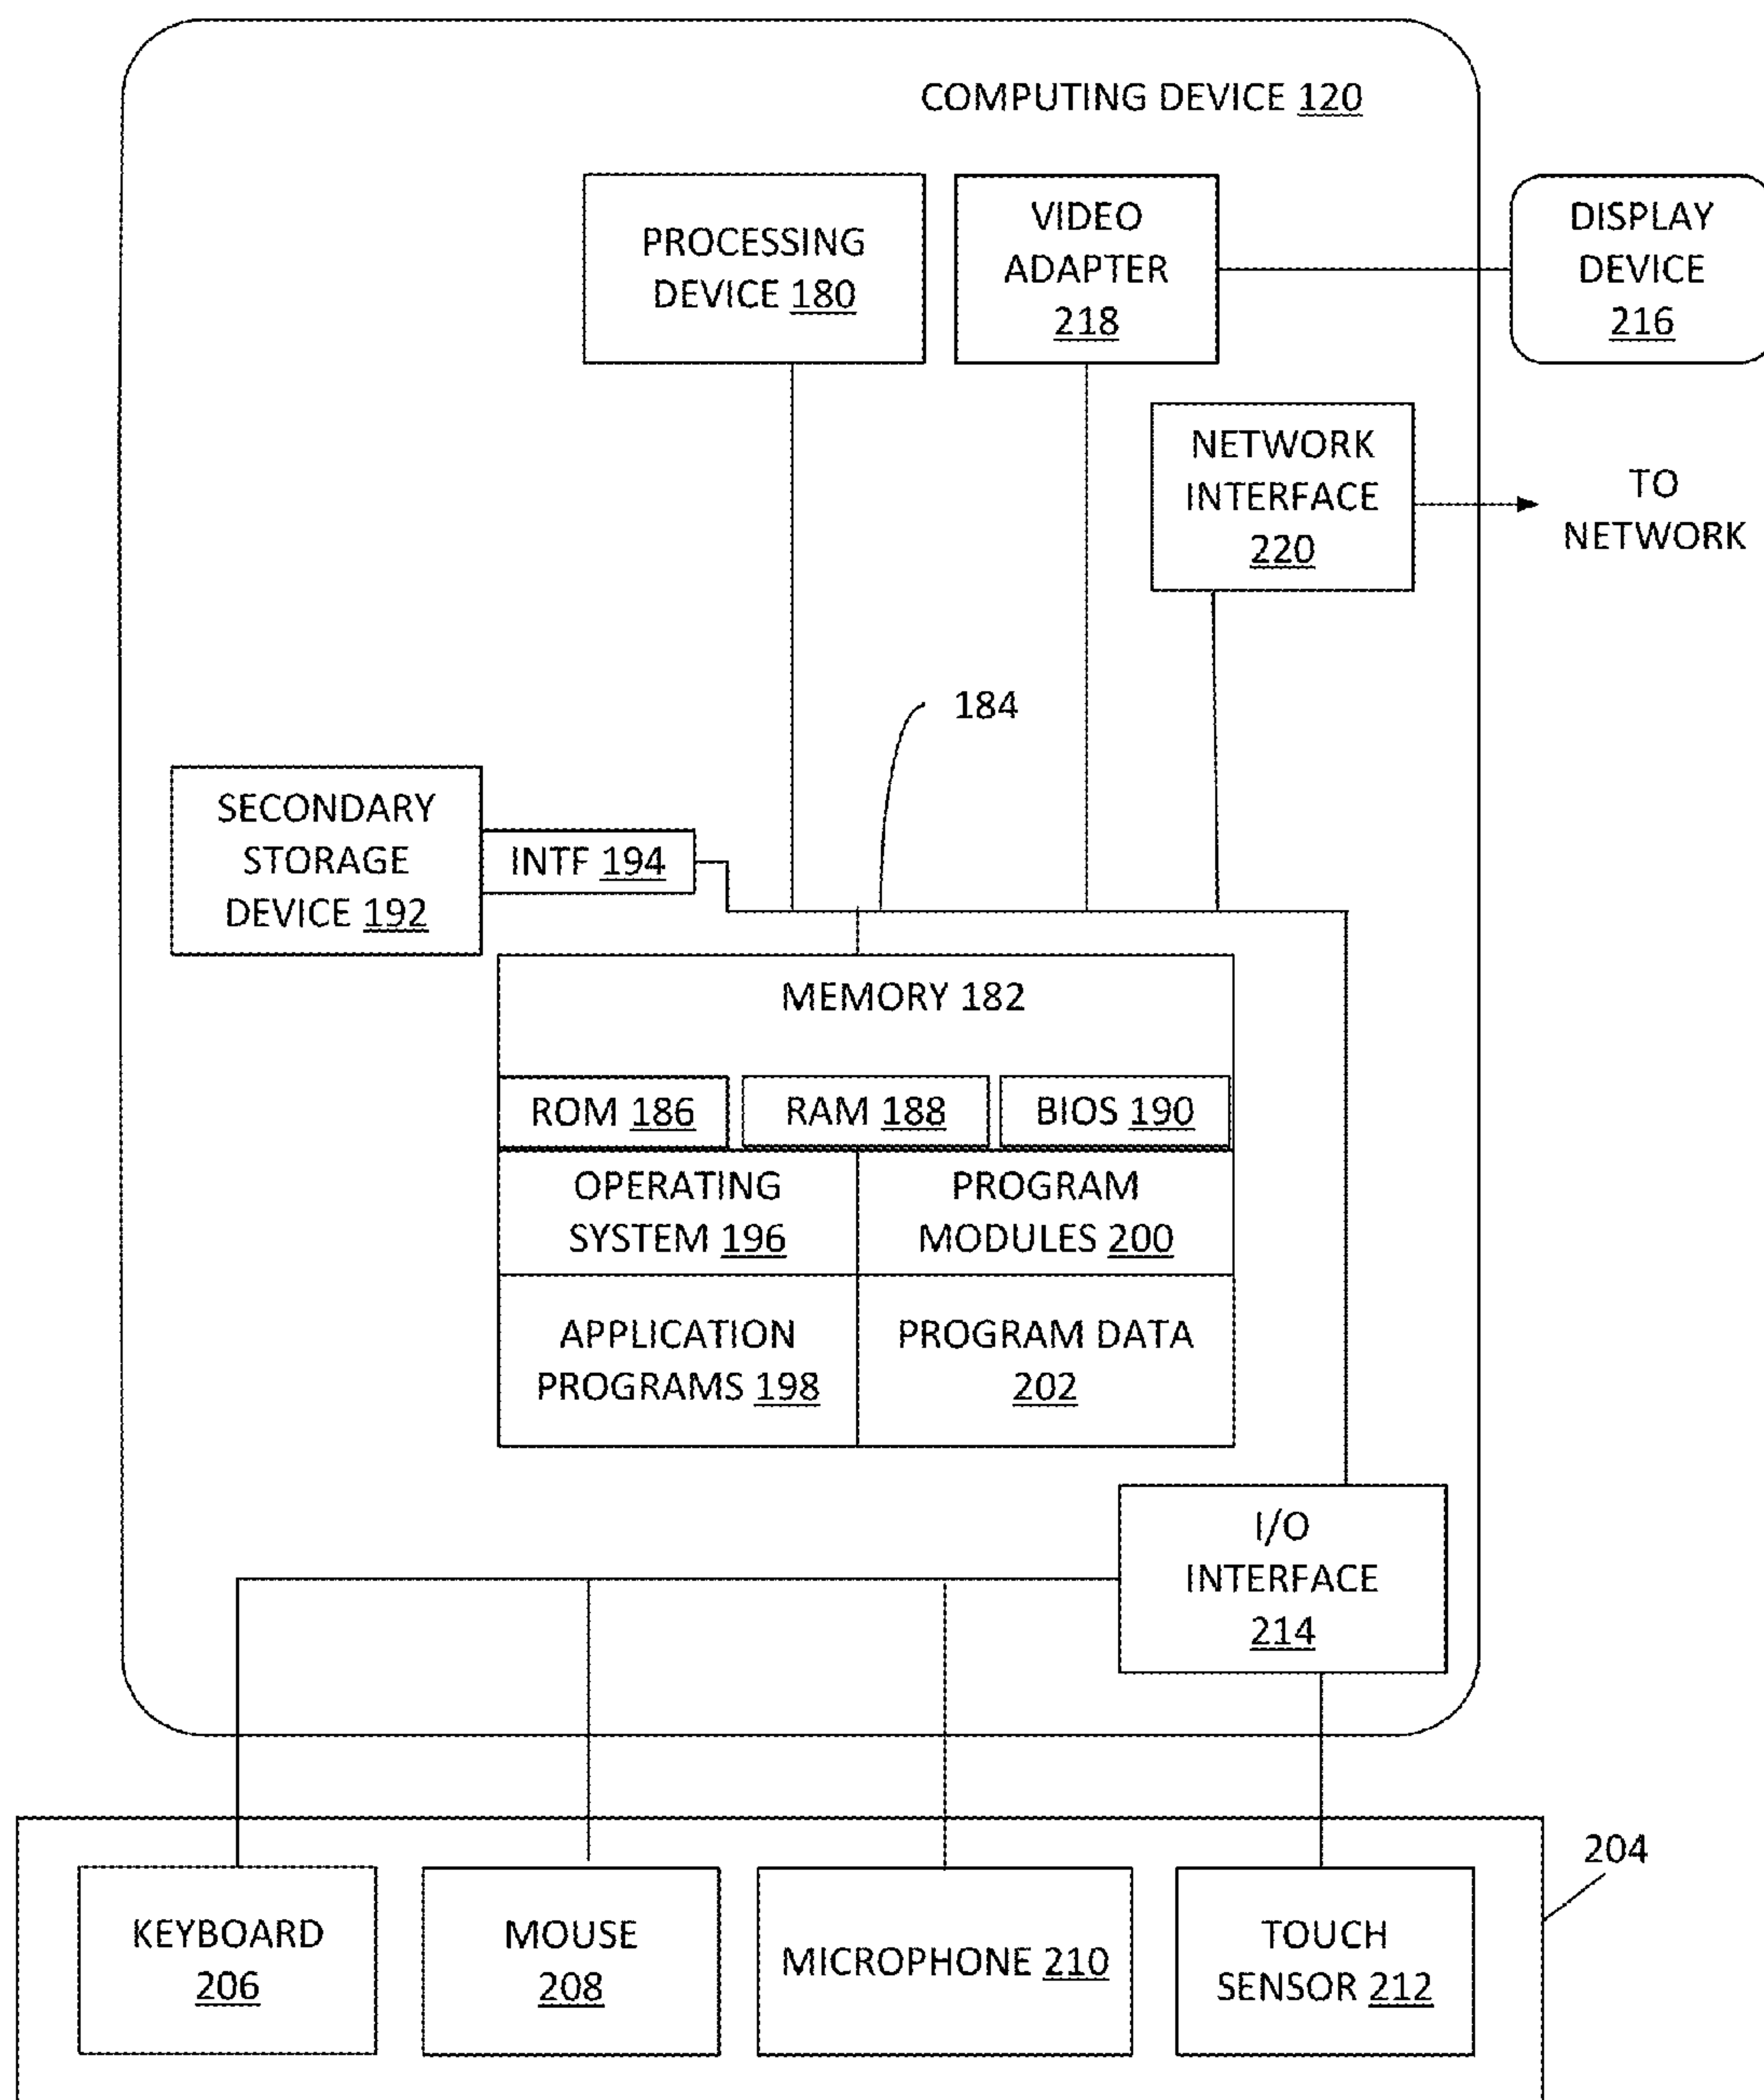 COMPUTING DEVICE 120
PROCESSING
DEVICE 180
VIDEO
ADAPTER
218
DISPLAY
DEVICE
216
NETWORK
INTERFACE
220
TO
NETWORK
184
SECONDARY
STORAGE
DEVICE 192
INTF 194
MEMORY 182
ROM 186
RAM 188
BIOS 190
OPERATING
SYSTEM 196
PROGRAM
MODULES 200
APPLICATION
PROGRAMS 198
PROGRAM DATA
202
I/O
INTERFACE
214
204
KEYBOARD
206
MOUSE
208
MICROPHONE 210
TOUCH
SENSOR 212